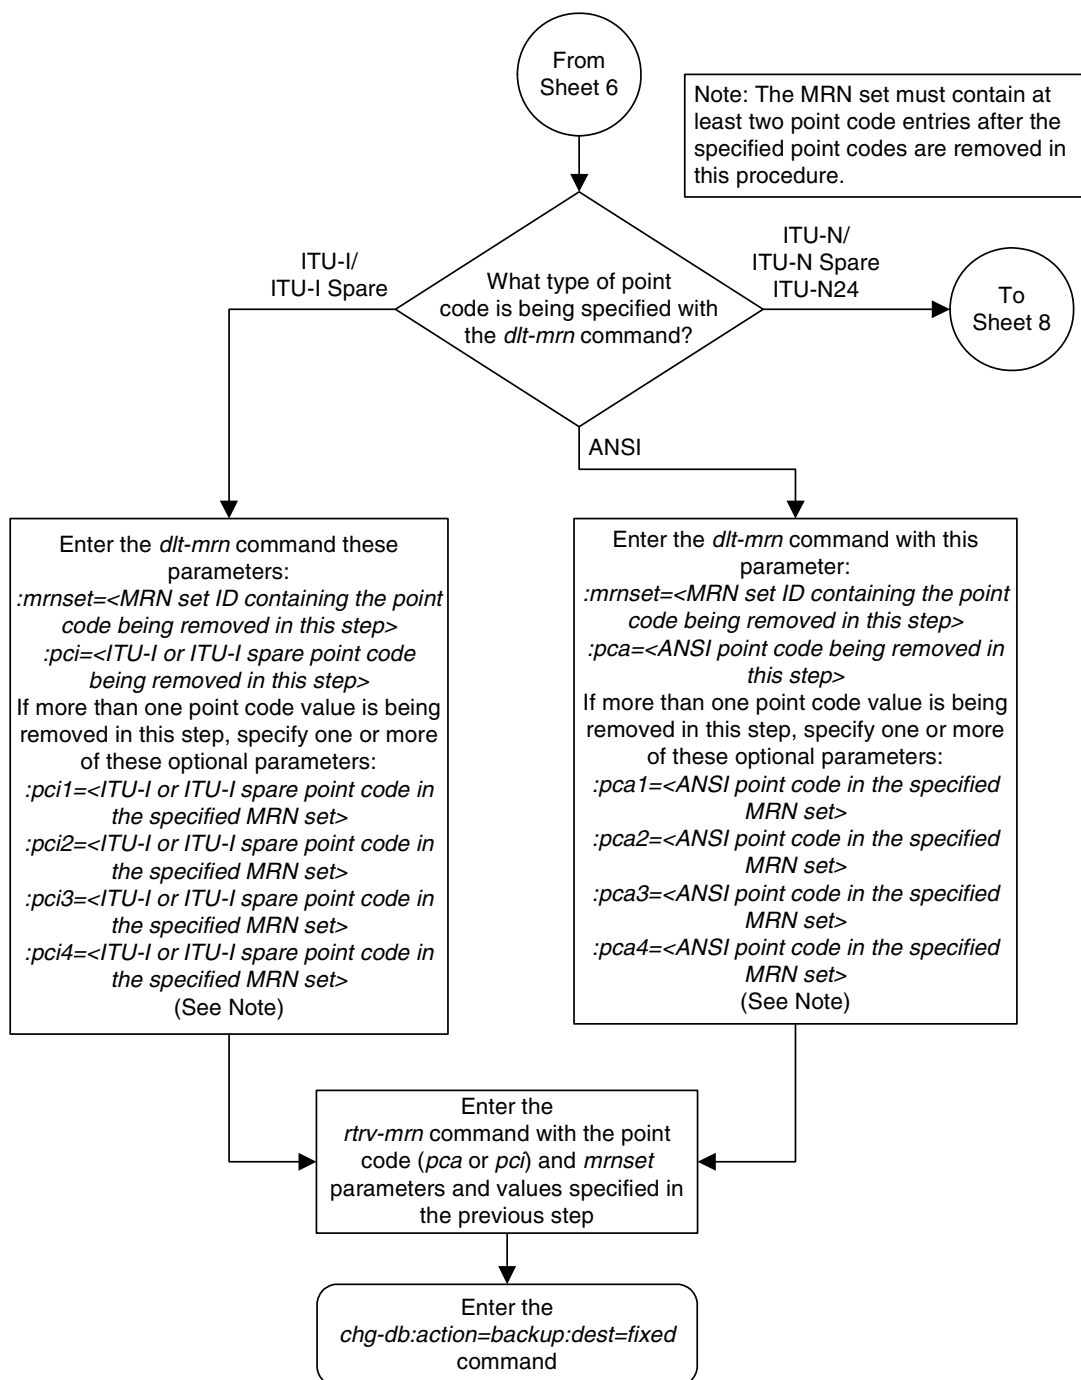 From
Sheet 6
Note: The MRN set must contain at
least two point code entries after the
specified point codes are removed in
this procedure.
ITU-I/
ITU-I Spare
What type of point
code is being specified with
the dlt-mrn command?
ITU-N/
ITU-N Spare
ITU-N24
To
Sheet 8
ANSI
Enter the dlt-mrn command these
parameters:
:mrnset=<MRN set ID containing the point
code being removed in this step>
:pci=<ITU-I or ITU-I spare point code
being removed in this step>
If more than one point code value is being
removed in this step, specify one or more
of these optional parameters:
:pci1=<ITU-I or ITU-I spare point code in
the specified MRN set>
:pci2=<ITU-I or ITU-I spare point code in
the specified MRN set>
:pci3=<ITU-I or ITU-I spare point code in
the specified MRN set>
:pci4=<ITU-I or ITU-I spare point code in
the specified MRN set>
(See Note)
Enter the dlt-mrn command with this
parameter:
:mrnset=<MRN set ID containing the point
code being removed in this step>
:pca=<ANSI point code being removed in
this step>
If more than one point code value is being
removed in this step, specify one or more
of these optional parameters:
:pca1=<ANSI point code in the specified
MRN set>
:pca2=<ANSI point code in the specified
MRN set>
:pca3=<ANSI point code in the specified
MRN set>
:pca4=<ANSI point code in the specified
MRN set>
(See Note)
Enter the
rtrv-mrn command with the point
code (pca or pci) and mrnset
parameters and values specified in
the previous step
Enter the
chg-db:action=backup:dest=fixed
command